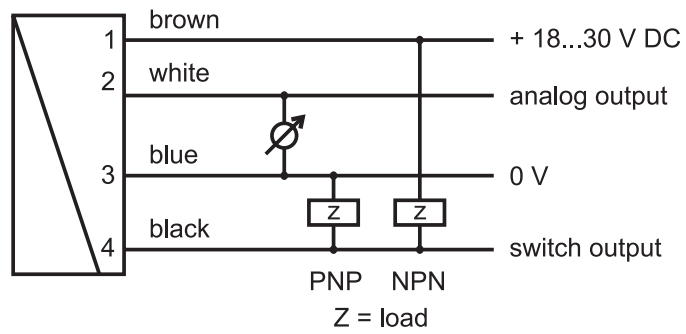 1 brown + 18...30 V DC
2 white analog output
3 blue 0 V
Z Z
4 black switch output
PNP NPN
Z = load